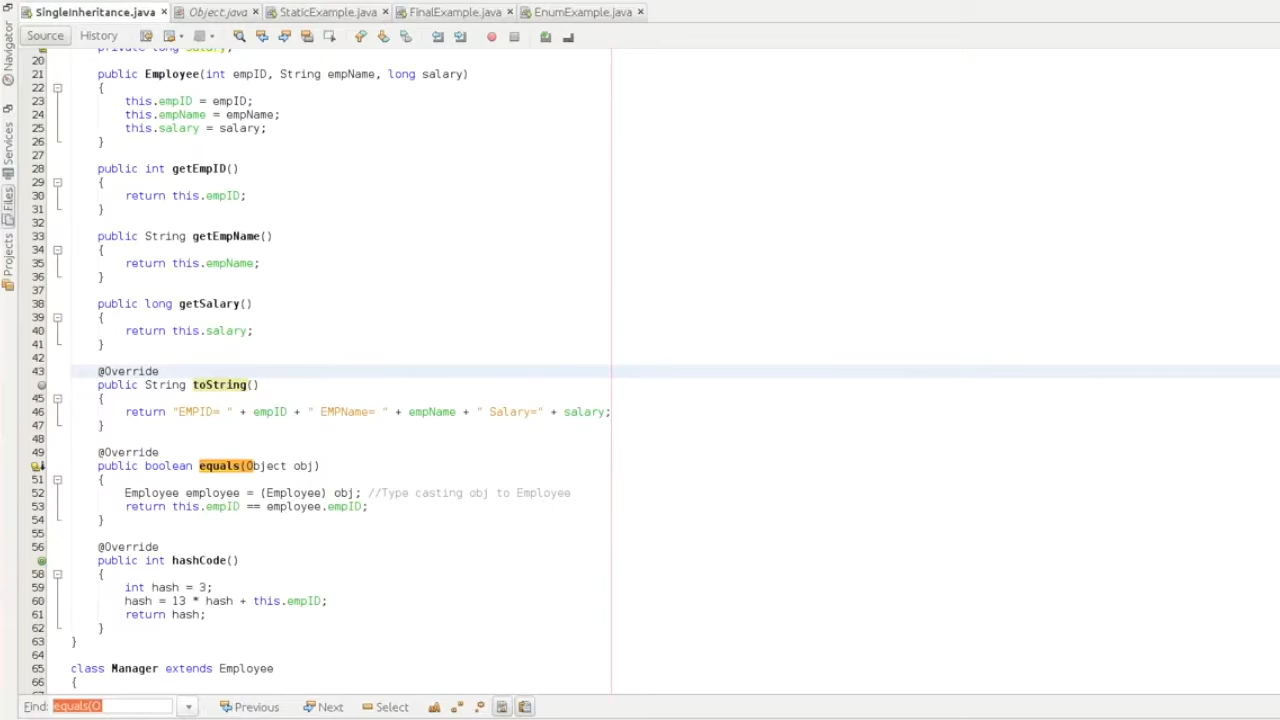 SingleInheritance.java × Object.java × StaticExample.java × FinalExample.java × EnumExample.java ×
Source History
Navigator
Services
Files
Projects
private long salary;
20
21 public Employee(int empID, String empName, long salary)
22 {
23 this.empID = empID;
24 this.empName = empName;
25 this.salary = salary;
26 }
27
28 public int getEmpID()
29 {
30 return this.empID;
31 }
32
33 public String getEmpName()
34 {
35 return this.empName;
36 }
37
38 public long getSalary()
39 {
40 return this.salary;
41 }
42
43 @Override
public String toString()
45 {
46 return "EMPID= " + empID + " EMPName= " + empName + " Salary=" + salary;
47 }
48
49 @Override
public boolean equals(Object obj)
51 {
52 Employee employee = (Employee) obj; //Type casting obj to Employee
53 return this.empID == employee.empID;
54 }
55
56 @Override
public int hashCode()
58 {
59 int hash = 3;
60 hash = 13 * hash + this.empID;
61 return hash;
62 }
63 }
64
65 class Manager extends Employee
66 {
Find: equals(O Previous Next Select